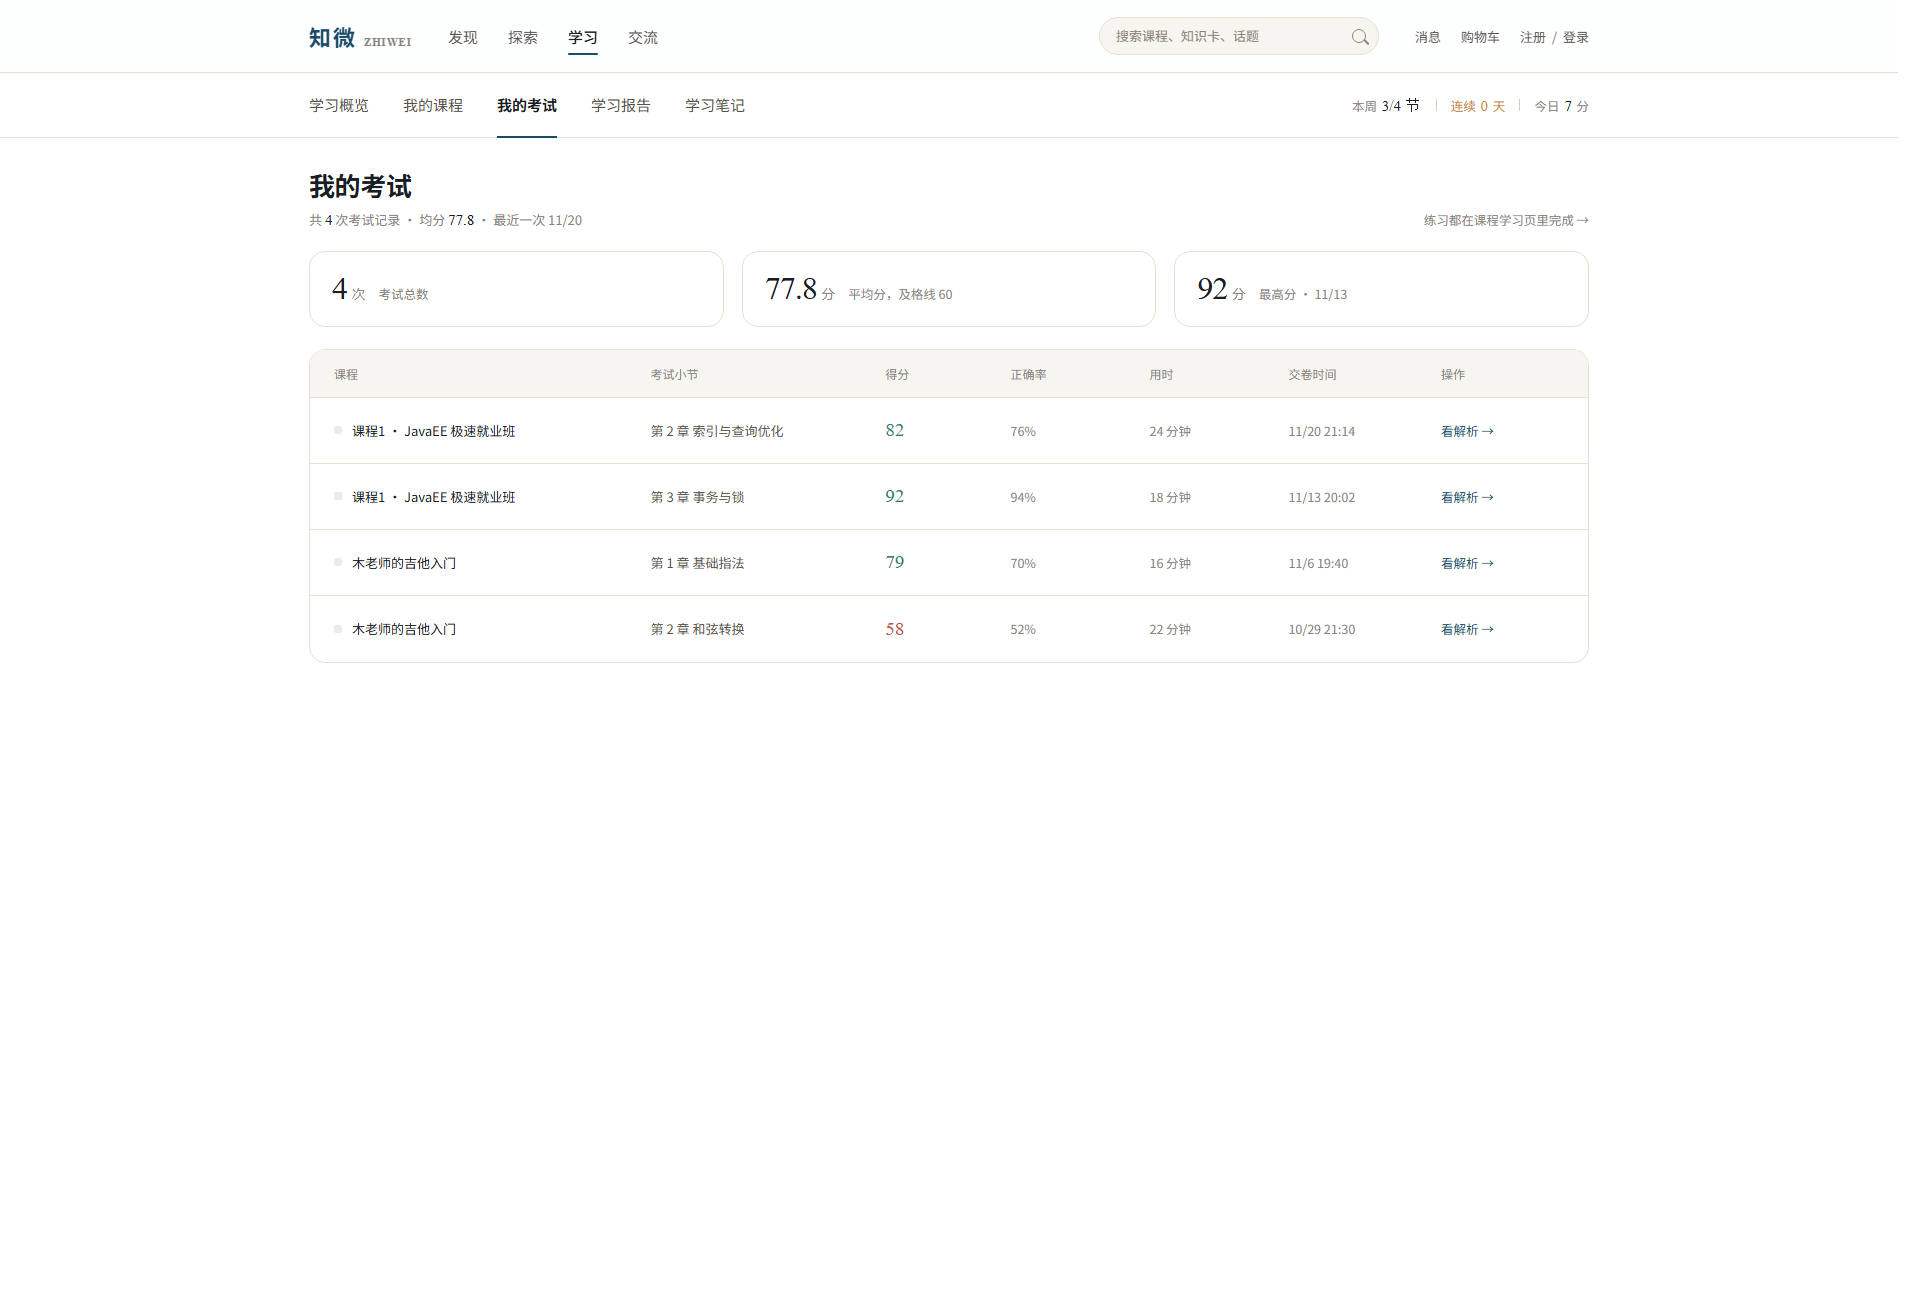 知微 ZHIWEI 发现 探索 学习 交流 搜索课程、知识卡、话题 消息 购物车 注册 / 登录
学习概览 我的课程 我的考试 学习报告 学习笔记 本周 3/4 节 连续 0 天 今日 7 分
我的考试
共 4 次考试记录 · 均分 77.8 · 最近一次 11/20 练习都在课程学习页里完成 →
4 次 考试总数 77.8 分 平均分，及格线 60 92 分 最高分 · 11/13
课程 考试小节 得分 正确率 用时 交卷时间 操作
课程1 · JavaEE 极速就业班 第 2 章 索引与查询优化 82 76% 24 分钟 11/20 21:14 看解析 →
课程1 · JavaEE 极速就业班 第 3 章 事务与锁 92 94% 18 分钟 11/13 20:02 看解析 →
木老师的吉他入门 第 1 章 基础指法 79 70% 16 分钟 11/6 19:40 看解析 →
木老师的吉他入门 第 2 章 和弦转换 58 52% 22 分钟 10/29 21:30 看解析 →